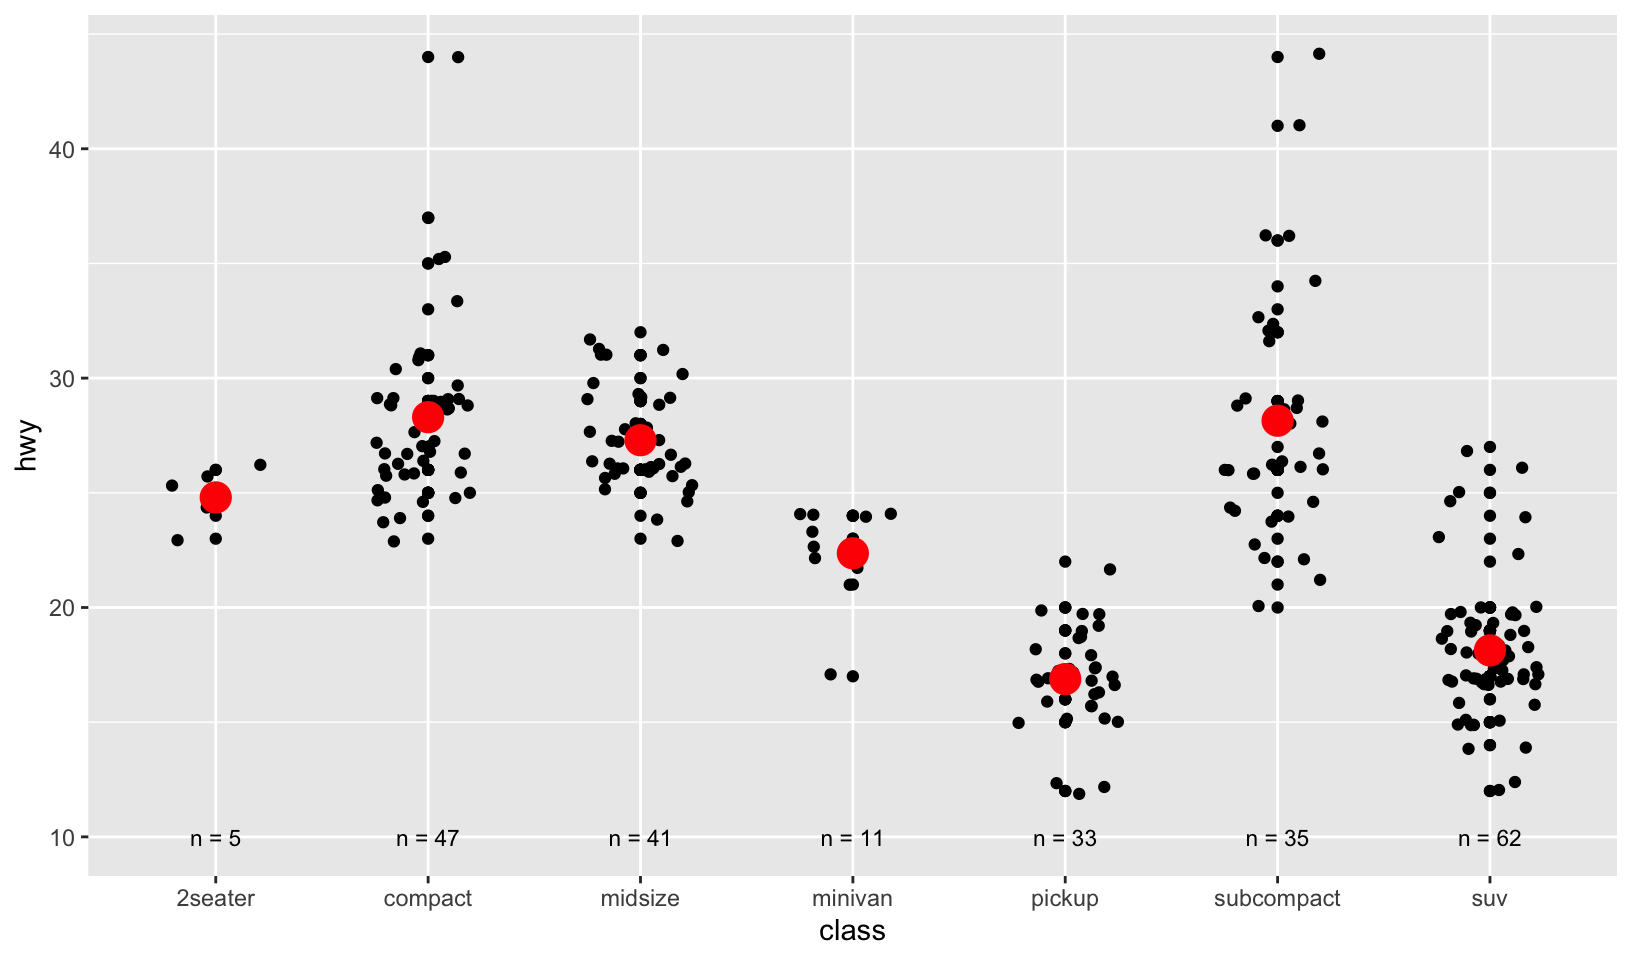 hwy
40
30
20
10
n = 5 n = 47 n = 41 n = 11 n = 33 n = 35 n = 62
2seater compact midsize minivan pickup subcompact suv
class